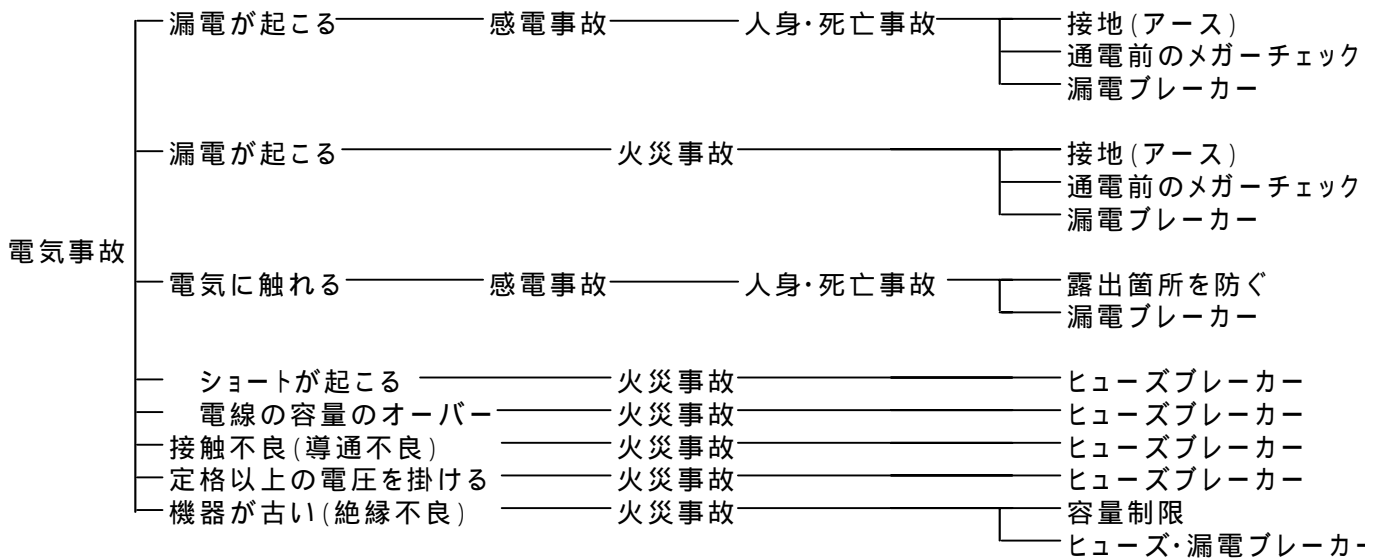 漏電が起こる 感電事故 人身・死亡事故 接地(アース)
通電前のメガーチェック
漏電ブレーカー
漏電が起こる 火災事故 接地(アース)
通電前のメガーチェック
漏電ブレーカー
電気事故
電気に触れる 感電事故 人身・死亡事故 露出箇所を防ぐ
漏電ブレーカー
ショートが起こる 火災事故 ヒューズブレーカー
電線の容量のオーバー 火災事故 ヒューズブレーカー
接触不良(導通不良) 火災事故 ヒューズブレーカー
定格以上の電圧を掛ける 火災事故 ヒューズブレーカー
機器が古い(絶縁不良) 火災事故 容量制限
ヒューズ・漏電ブレーカー